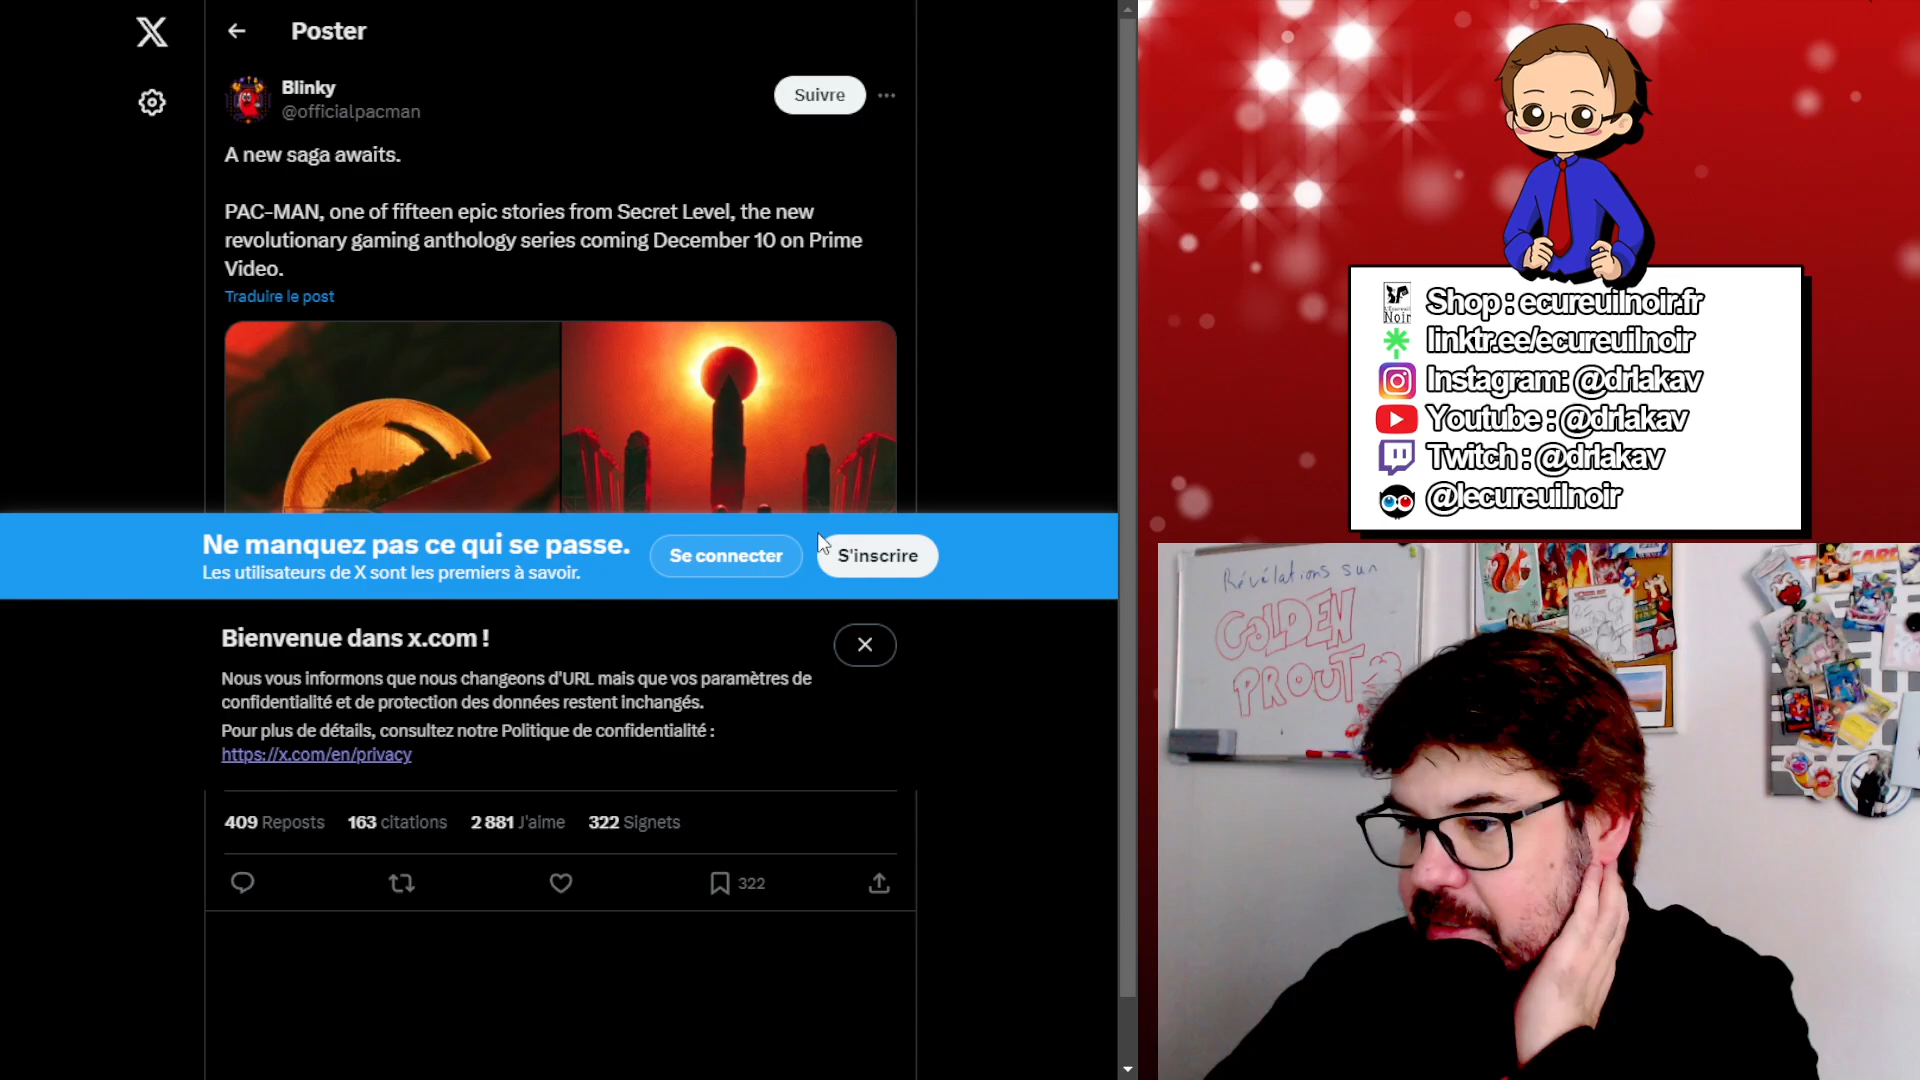 Poster
Blinky
@officialpacman
Suivre
A new saga awaits.
PAC-MAN, one of fifteen epic stories from Secret Level, the new
revolutionary gaming anthology series coming December 10 on Prime
Video.
Traduire le post
Ne manquez pas ce qui se passe.
Les utilisateurs de X sont les premiers à savoir.
Se connecter
S'inscrire
Bienvenue dans x.com !
Nous vous informons que nous changeons d'URL mais que vos paramètres de
confidentialité et de protection des données restent inchangés.
Pour plus de détails, consultez notre Politique de confidentialité :
https://x.com/en/privacy
409 Reposts 163 citations 2 881 J'aime 322 Signets
322
Noir
Shop : ecureuilnoir.fr
linktr.ee/ecureuilnoir
Instagram: @drlakav
Youtube : @drlakav
Twitch : @drlakav
@lecureuilnoir
Révélations sur
GOLDEN
PROUT